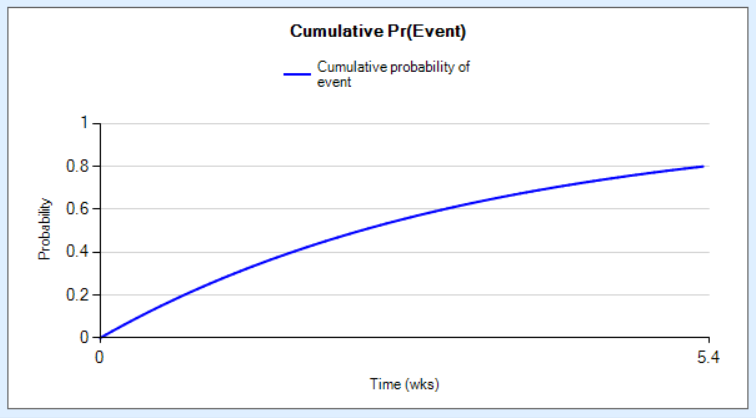 Cumulative Pr(Event)
Cumulative probability of
event
1
0.8
0.6
0.4
0.2
0
Probability
0
5.4
Time (wks)